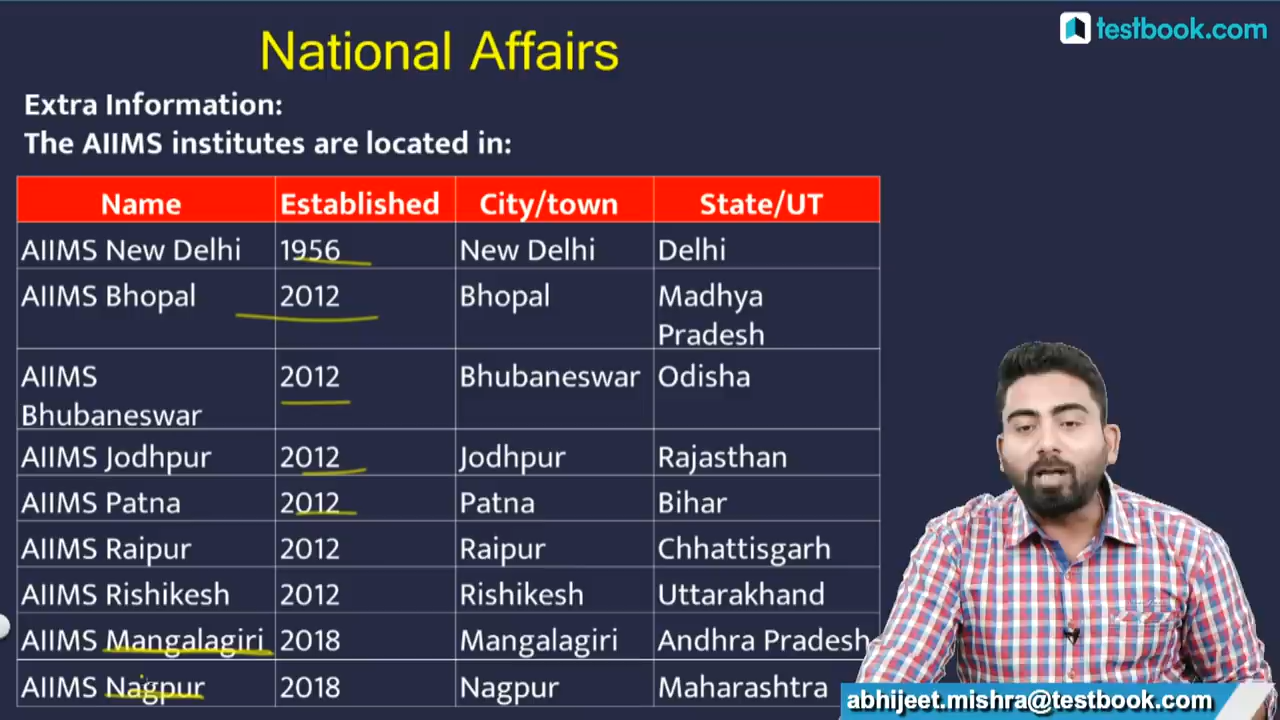 National Affairs
testbook.com
Extra Information:
The AIIMS institutes are located in:
Name Established City/town State/UT
AIIMS New Delhi 1956 New Delhi Delhi
AIIMS Bhopal 2012 Bhopal Madhya
Pradesh
AIIMS 2012 Bhubaneswar Odisha
Bhubaneswar
AIIMS Jodhpur 2012 Jodhpur Rajasthan
AIIMS Patna 2012 Patna Bihar
AIIMS Raipur 2012 Raipur Chhattisgarh
AIIMS Rishikesh 2012 Rishikesh Uttarakhand
AIIMS Mangalagiri 2018 Mangalagiri Andhra Pradesh
AIIMS Nagpur 2018 Nagpur Maharashtra
abhijeet.mishra@testbook.com